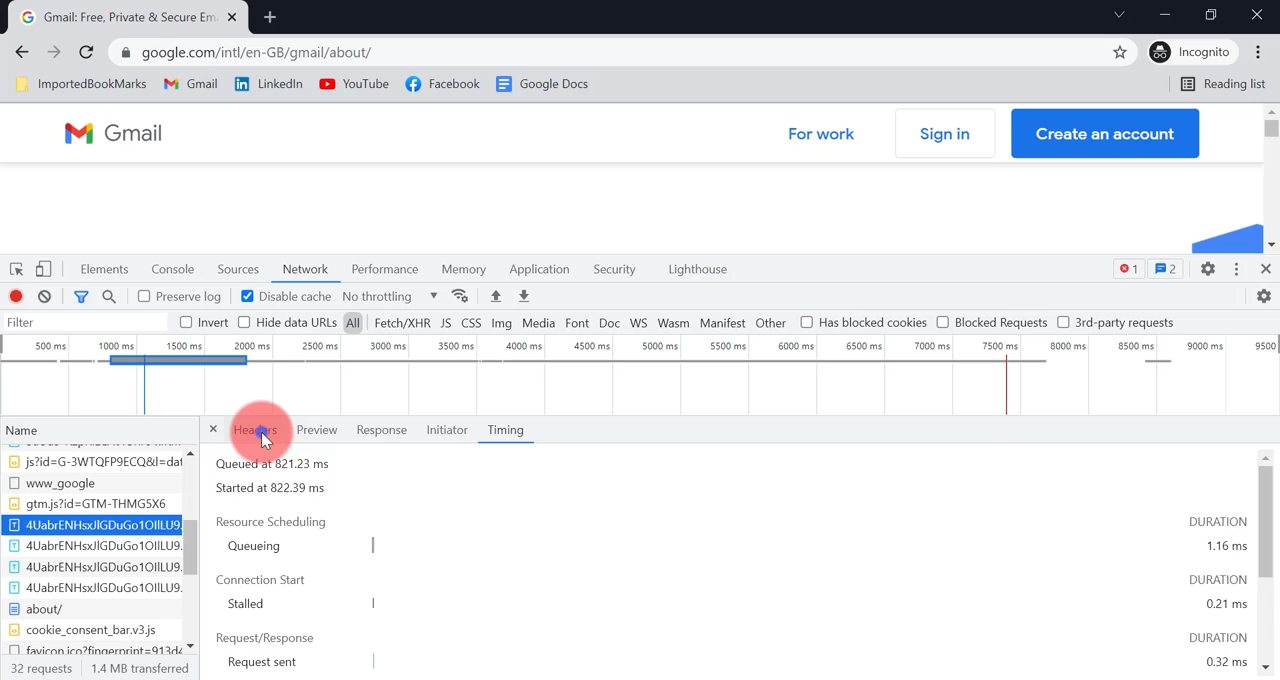 Gmail: Free, Private & Secure Em
google.com/intl/en-GB/gmail/about/
Incognito
ImportedBookMarks Gmail LinkedIn YouTube Facebook Google Docs Reading list
Gmail For work Sign in Create an account
Elements Console Sources Network Performance Memory Application Security Lighthouse 1 2
Preserve log Disable cache No throttling
Filter Invert Hide data URLs All Fetch/XHR JS CSS Img Media Font Doc WS Wasm Manifest Other Has blocked cookies Blocked Requests 3rd-party requests
500 ms 1000 ms 1500 ms 2000 ms 2500 ms 3000 ms 3500 ms 4000 ms 4500 ms 5000 ms 5500 ms 6000 ms 6500 ms 7000 ms 7500 ms 8000 ms 8500 ms 9000 ms 9500
Name Headers Preview Response Initiator Timing
js?id=G-3WTQFP9ECQ&l=dat
www_google
gtm.js?id=GTM-THMG5X6
4UabrENHsxJlGDuGo1OIlLU9.
4UabrENHsxJlGDuGo1OIlLU9.
4UabrENHsxJlGDuGo1OIlLU9.
4UabrENHsxJlGDuGo1OIlLU9.
about/
cookie_consent_bar.v3.js
favicon.ico?fingerprint=913d
32 requests 1.4 MB transferred
Queued at 821.23 ms
Started at 822.39 ms
Resource Scheduling DURATION
Queueing 1.16 ms
Connection Start DURATION
Stalled 0.21 ms
Request/Response DURATION
Request sent 0.32 ms